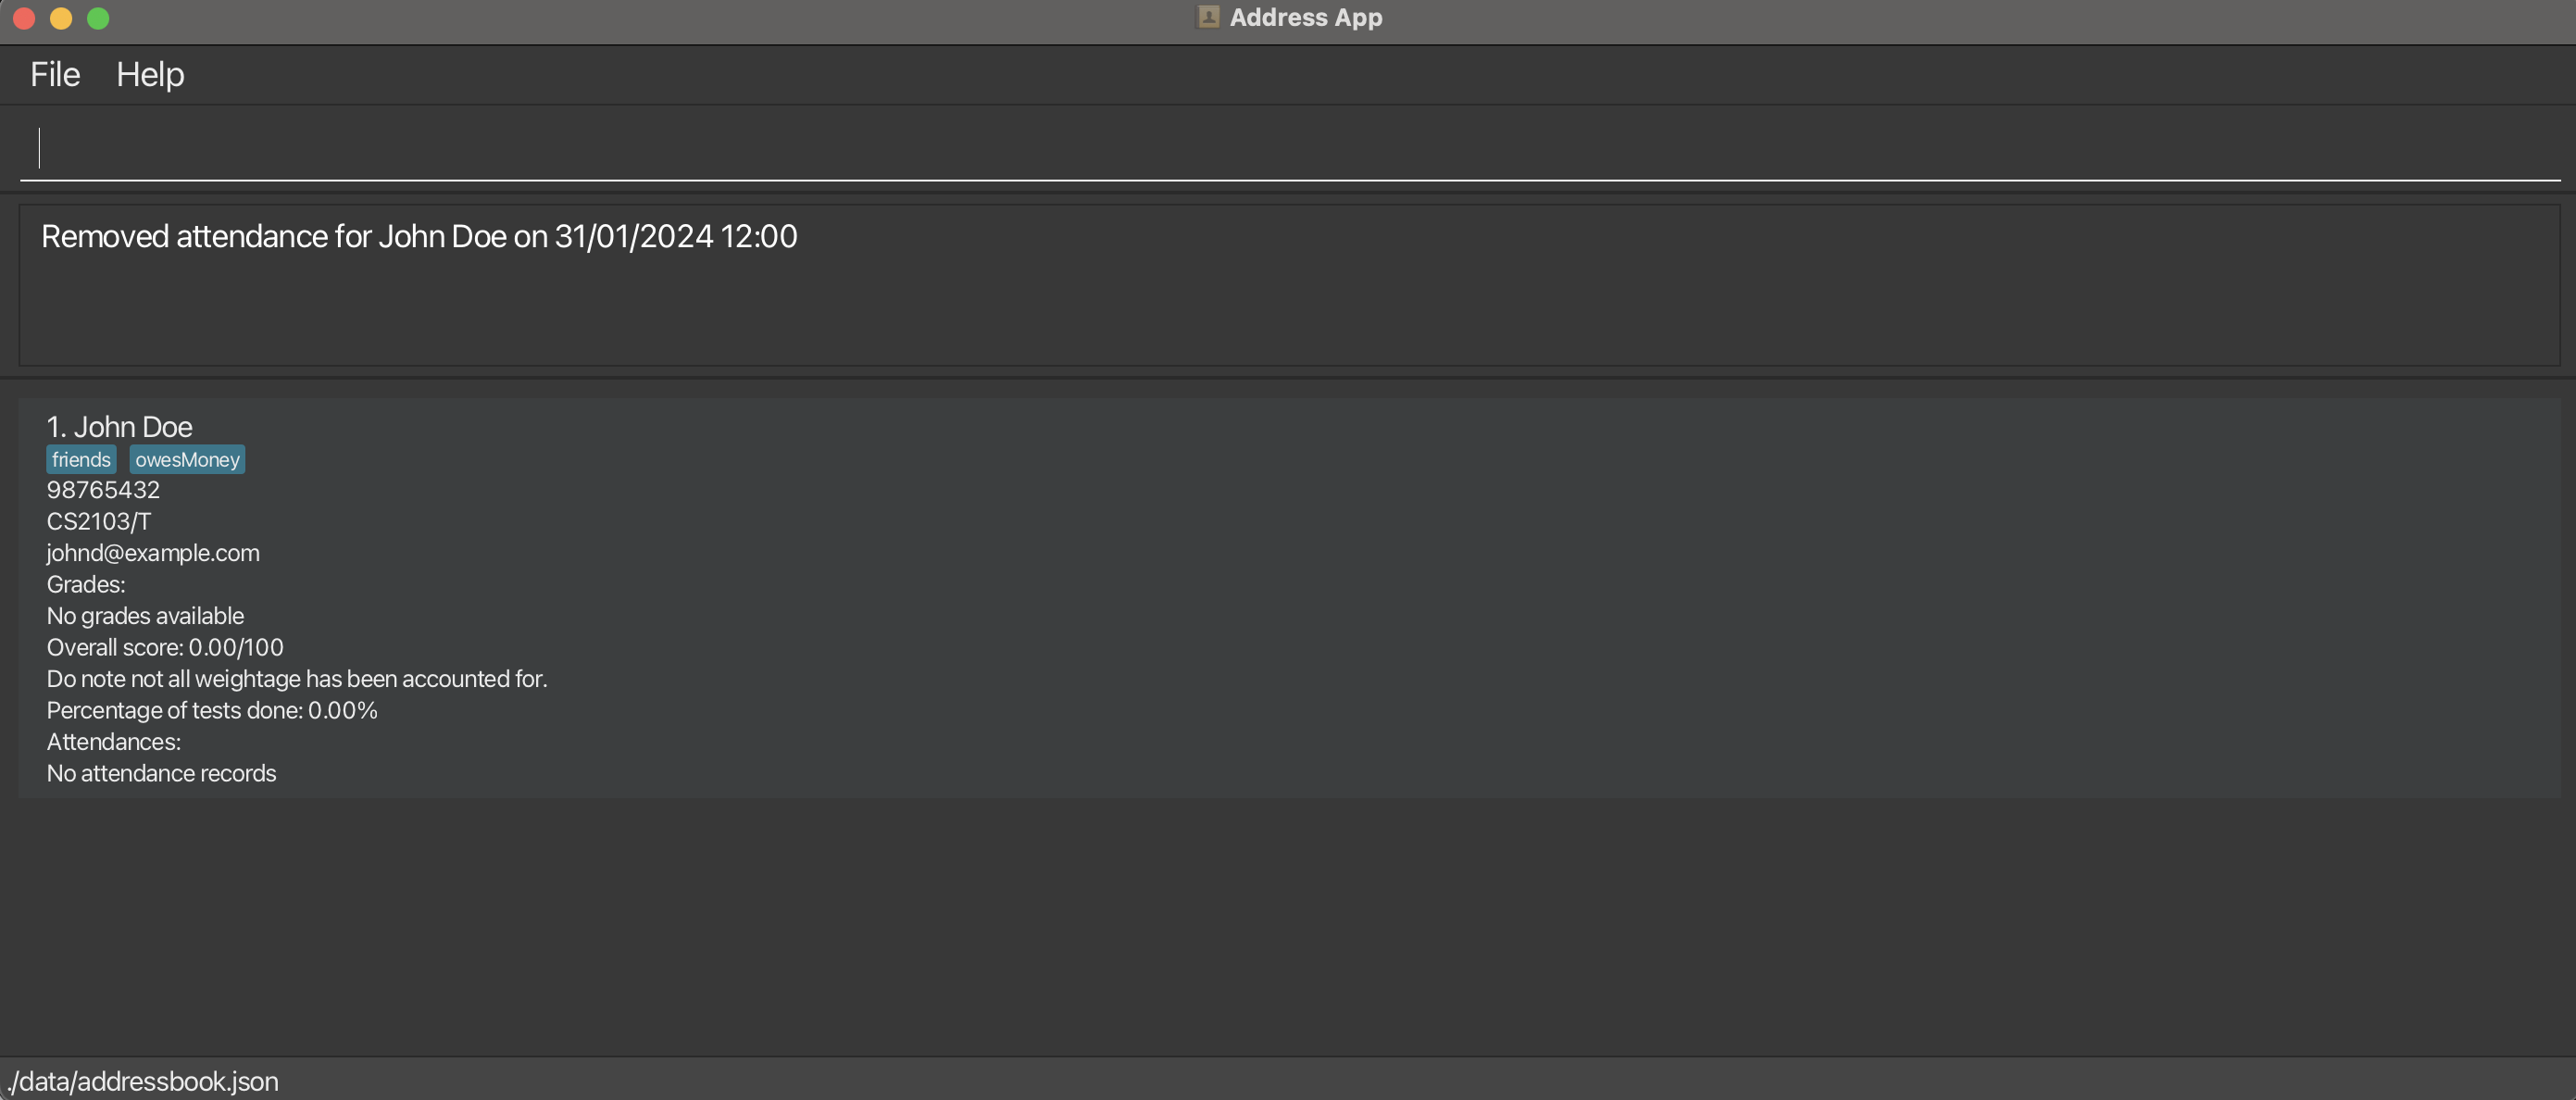 Address App
File Help
Removed attendance for John Doe on 31/01/2024 12:00
1. John Doe
friends owesMoney
98765432
CS2103/T
johnd@example.com
Grades:
No grades available
Overall score: 0.00/100
Do note not all weightage has been accounted for.
Percentage of tests done: 0.00%
Attendances:
No attendance records
./data/addressbook.json